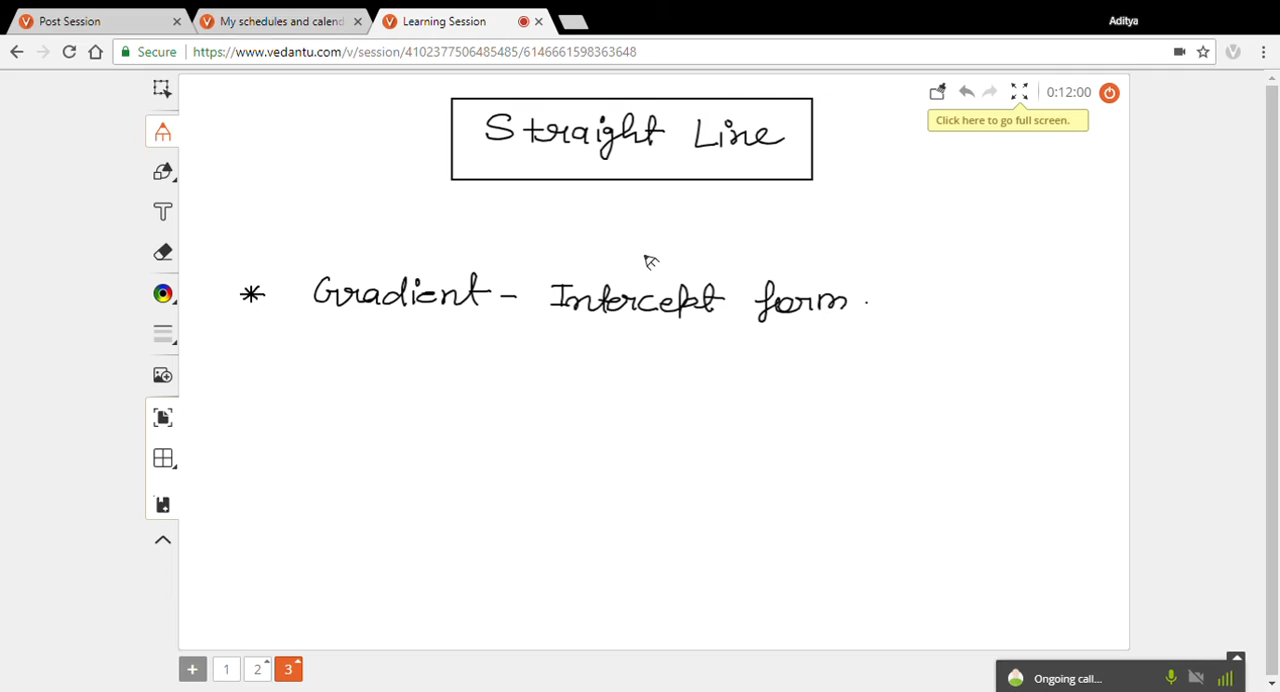 Post Session
My schedules and calend
Learning Session
Aditya
Secure https://www.vedantu.com/v/session/4102377506485485/6146661598363648
0:12:00
Click here to go full screen.
Straight Line
* Gradient - Intercept form.
T
+ 1 2 3
Ongoing call...